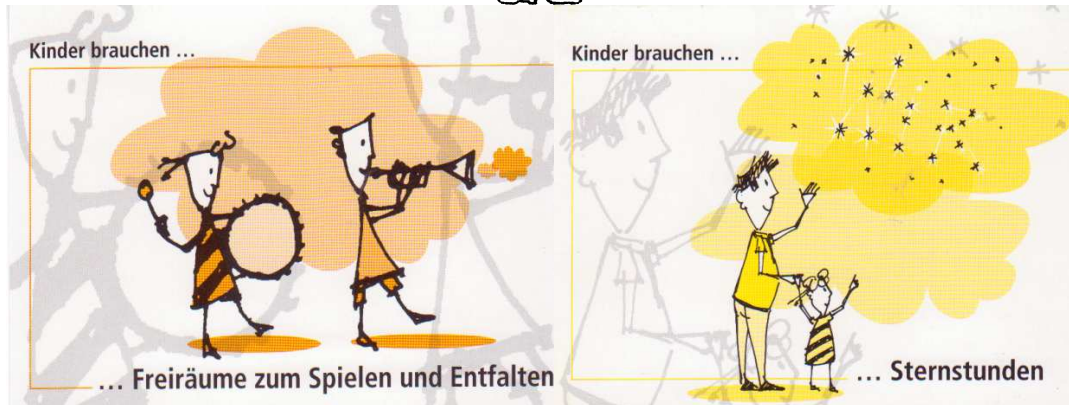 Kinder brauchen ...
... Freiräume zum Spielen und Entfalten
Kinder brauchen ...
... Sternstunden